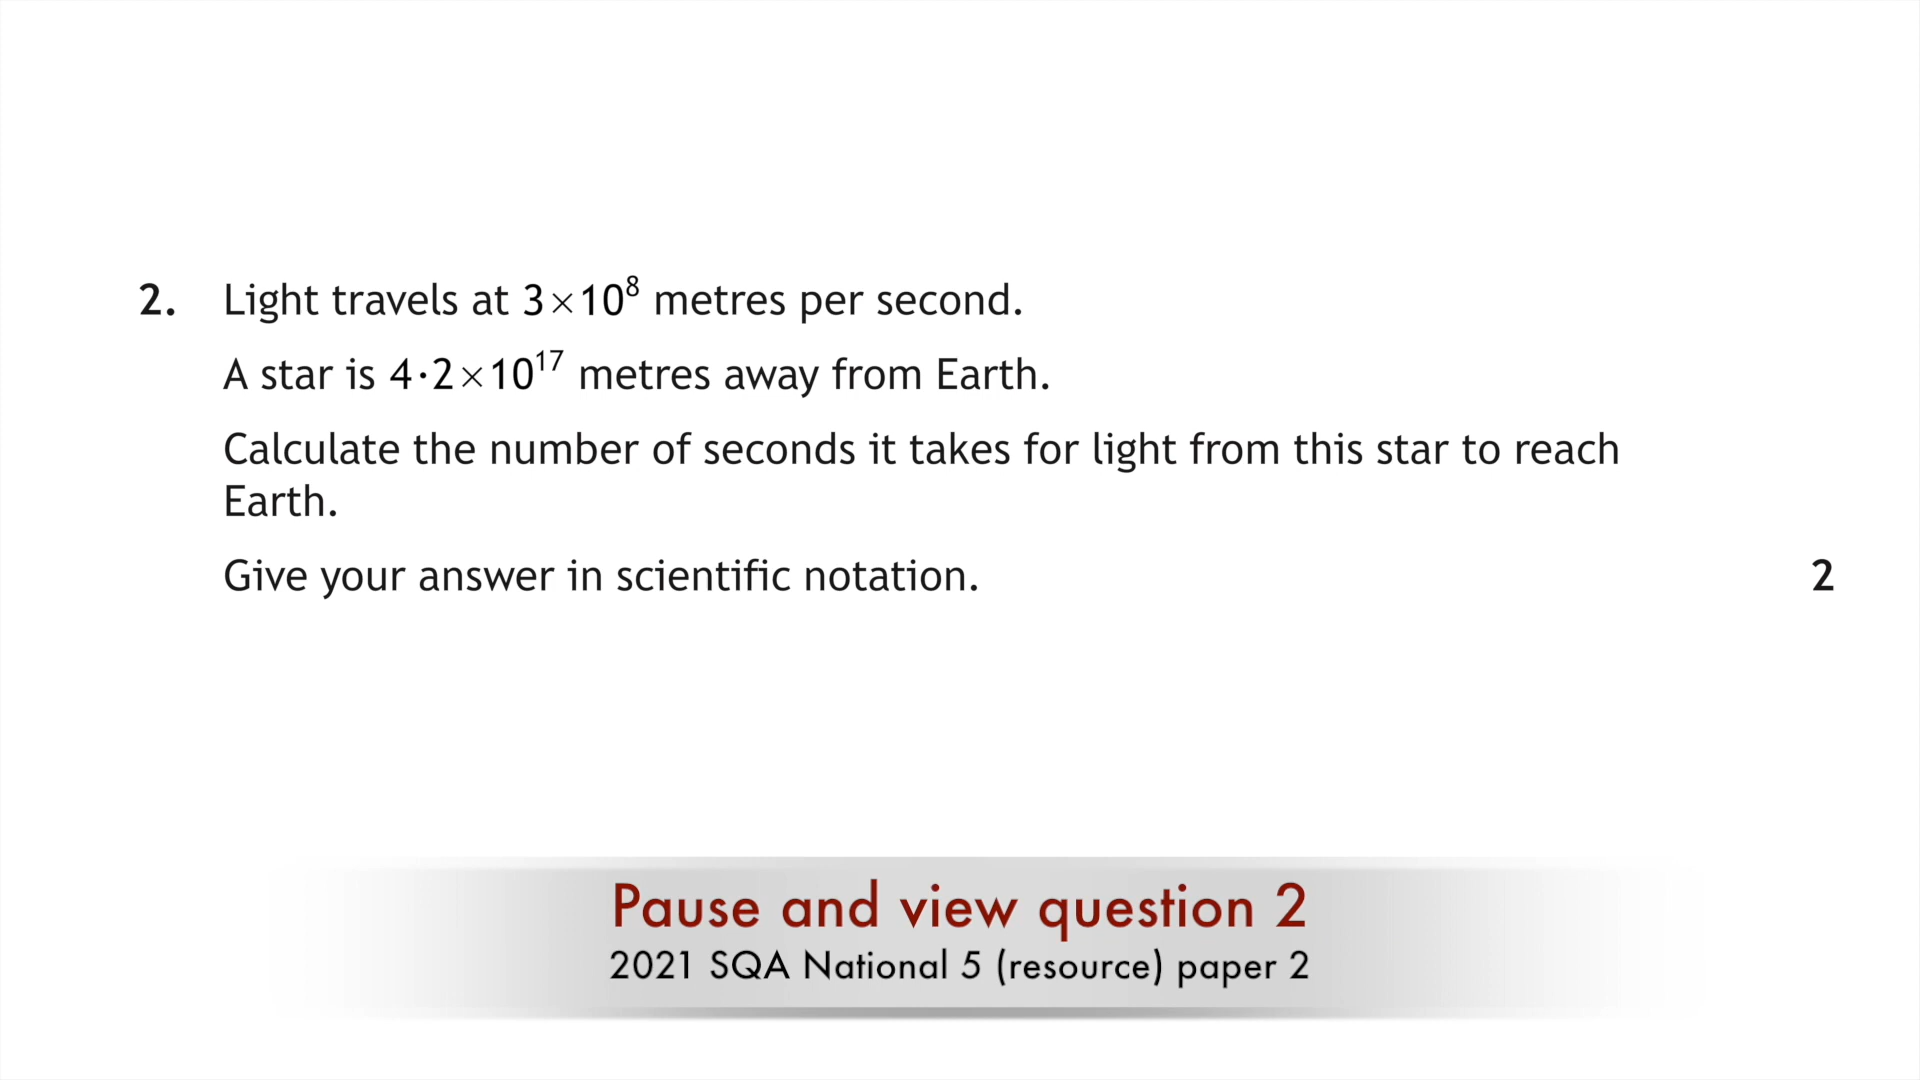 2. Light travels at 3×10⁸ metres per second.
A star is 4·2×10¹⁷ metres away from Earth.
Calculate the number of seconds it takes for light from this star to reach
Earth.
Give your answer in scientific notation. 2
Pause and view question 2
2021 SQA National 5 (resource) paper 2